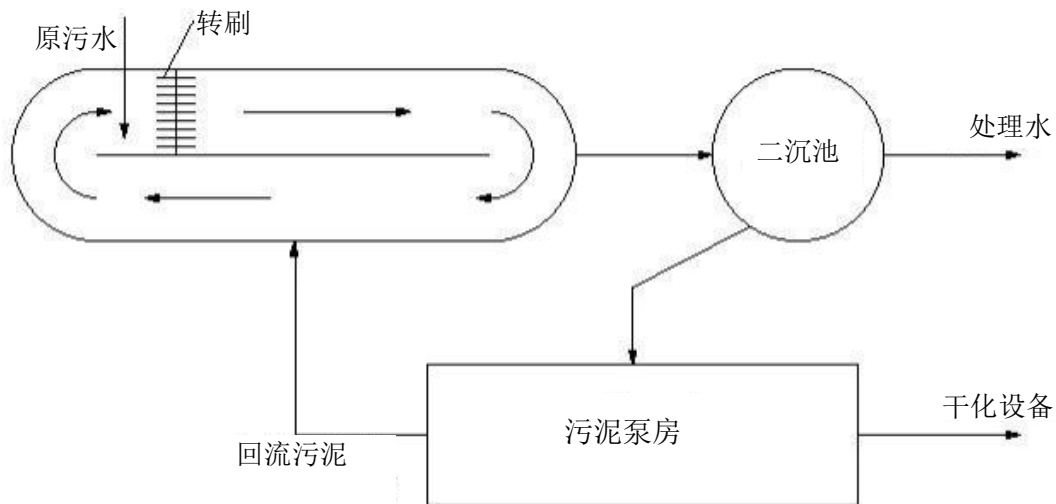 转刷
原污水
处理水
二沉池
干化设备
污泥泵房
回流污泥